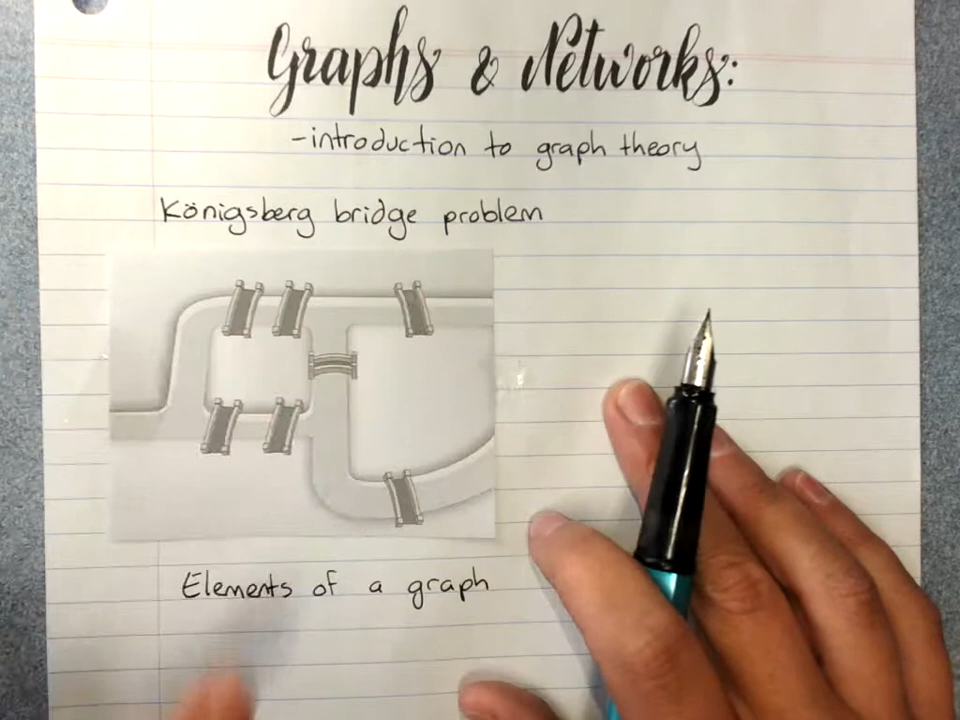 Graphs & Networks:
-introduction to graph theory
Königsberg bridge problem
Elements of a graph